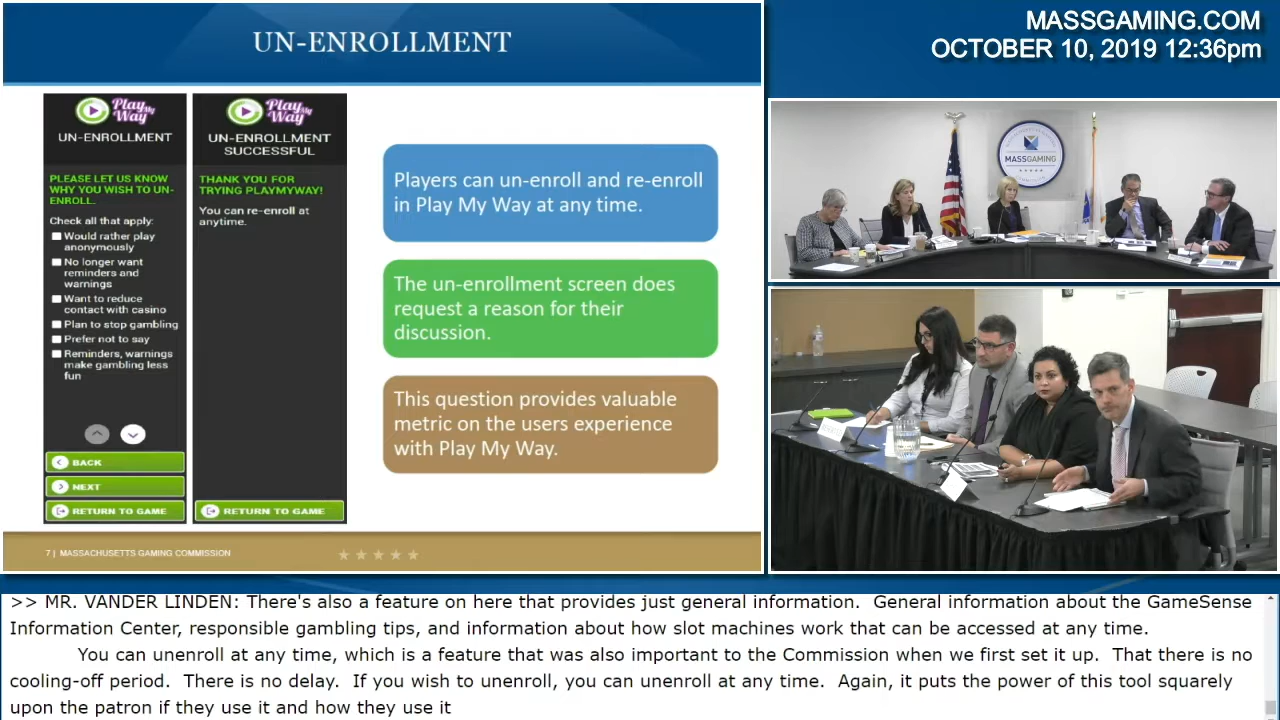 UN-ENROLLMENT
Play My Way
UN-ENROLLMENT
PLEASE LET US KNOW
WHY YOU WISH TO UN-
ENROLL.
Check all that apply:
Would rather play
anonymously
No longer want
reminders and
warnings
Want to reduce
contact with casino
Plan to stop gambling
Prefer not to say
Reminders, warnings
make gambling less
fun
BACK
NEXT
RETURN TO GAME
Play My Way
UN-ENROLLMENT
SUCCESSFUL
THANK YOU FOR
TRYING PLAYMYWAY!
You can re-enroll at
anytime.
RETURN TO GAME
Players can un-enroll and re-enroll
in Play My Way at any time.
The un-enrollment screen does
request a reason for their
discussion.
This question provides valuable
metric on the users experience
with Play My Way.
7 | MASSACHUSETTS GAMING COMMISSION
MASSGAMING.COM
OCTOBER 10, 2019 12:36pm
MASSGAMING
>> MR. VANDER LINDEN: There's also a feature on here that provides just general information.  General information about the GameSense
Information Center, responsible gambling tips, and information about how slot machines work that can be accessed at any time.
You can unenroll at any time, which is a feature that was also important to the Commission when we first set it up.  That there is no
cooling-off period.  There is no delay.  If you wish to unenroll, you can unenroll at any time.  Again, it puts the power of this tool squarely
upon the patron if they use it and how they use it